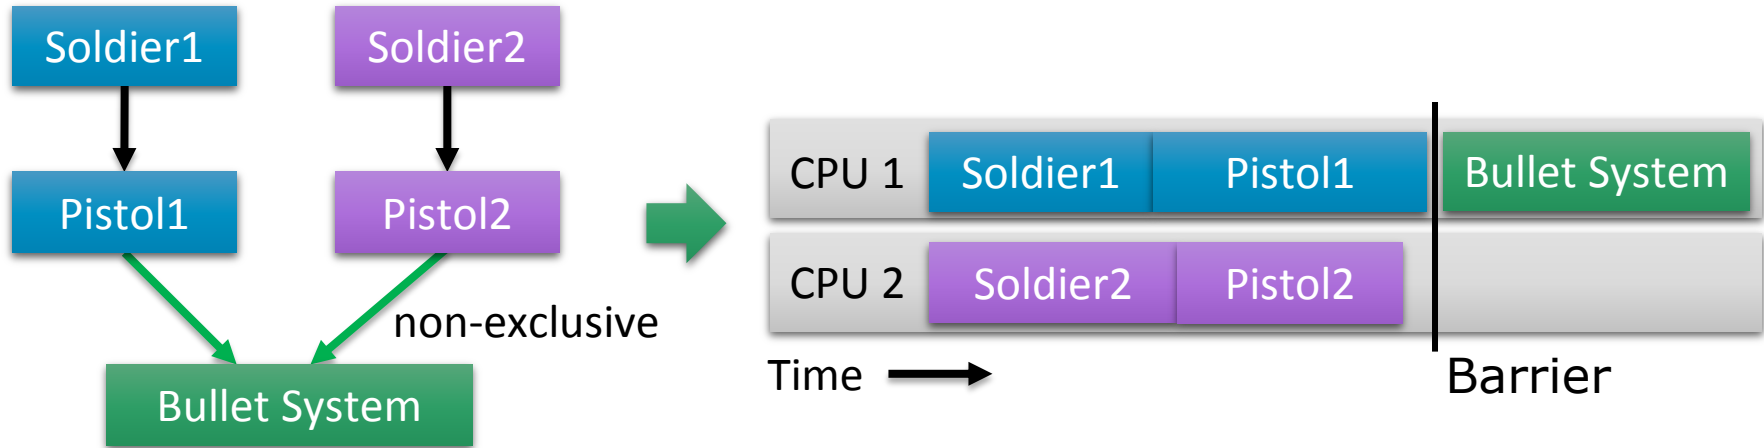 Soldier1
Soldier2
Pistol1
Pistol2
non-exclusive
Bullet System
CPU 1
Soldier1
Pistol1
Bullet System
CPU 2
Soldier2
Pistol2
Time
Barrier